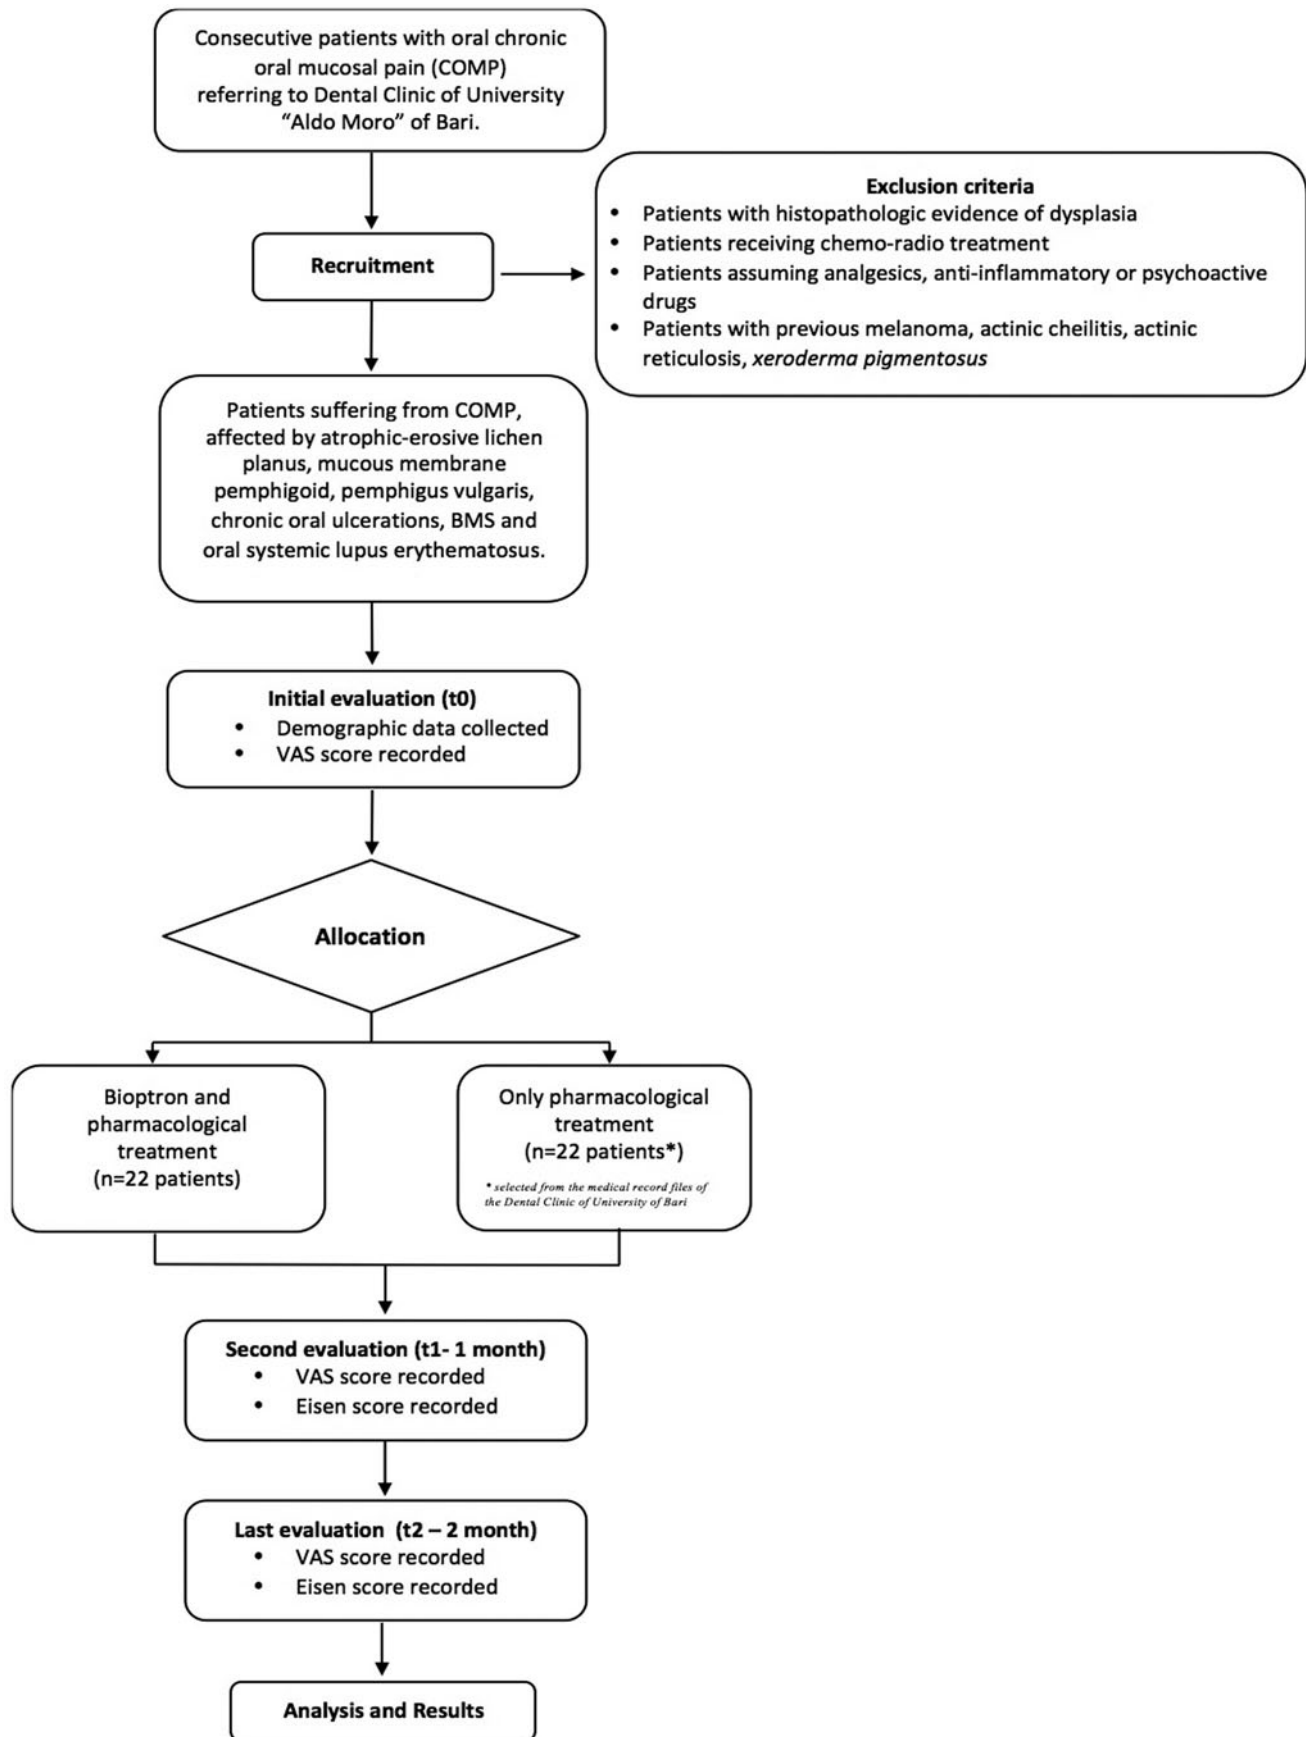 Consecutive patients with oral chronic
oral mucosal pain (COMP)
referring to Dental Clinic of University
“Aldo Moro” of Bari.
Recruitment
Exclusion criteria
• Patients with histopathologic evidence of dysplasia
• Patients receiving chemo-radio treatment
• Patients assuming analgesics, anti-inflammatory or psychoactive
drugs
• Patients with previous melanoma, actinic cheilitis, actinic
reticulosis, xeroderma pigmentosus
Patients suffering from COMP,
affected by atrophic-erosive lichen
planus, mucous membrane
pemphigoid, pemphigus vulgaris,
chronic oral ulcerations, BMS and
oral systemic lupus erythematosus.
Initial evaluation (t0)
• Demographic data collected
• VAS score recorded
Allocation
Bioptron and
pharmacological
treatment
(n=22 patients)
Only pharmacological
treatment
(n=22 patients*)
* selected from the medical record files of
the Dental Clinic of University of Bari
Second evaluation (t1- 1 month)
• VAS score recorded
• Eisen score recorded
Last evaluation (t2 – 2 month)
• VAS score recorded
• Eisen score recorded
Analysis and Results